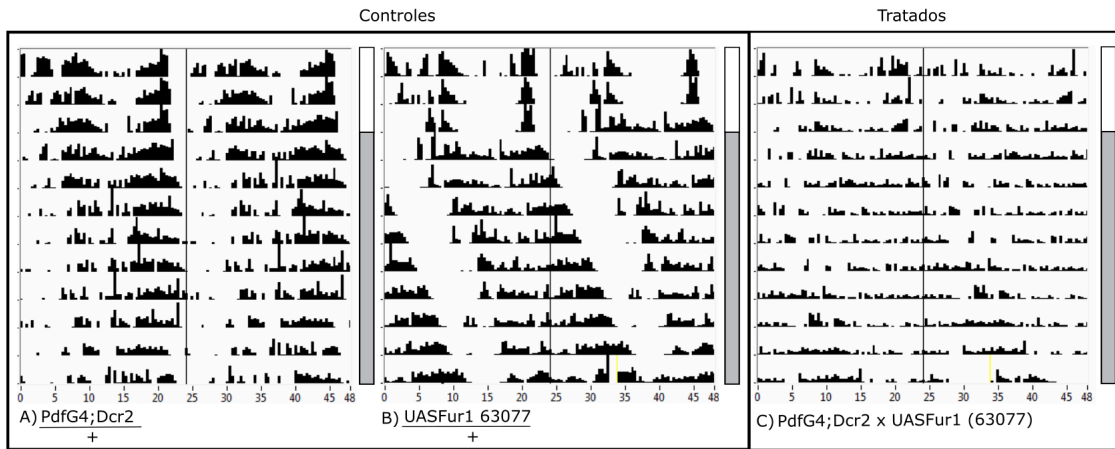 Controles
Tratados
0 5 10 15 20 25 30 35 40 48
0 5 10 15 20 25 30 35 40 48
0 5 10 15 20 25 30 35 40 45 48
A) PdfG4;Dcr2
+
B) UASFur1 63077
+
C) PdfG4;Dcr2 x UASFur1 (63077)